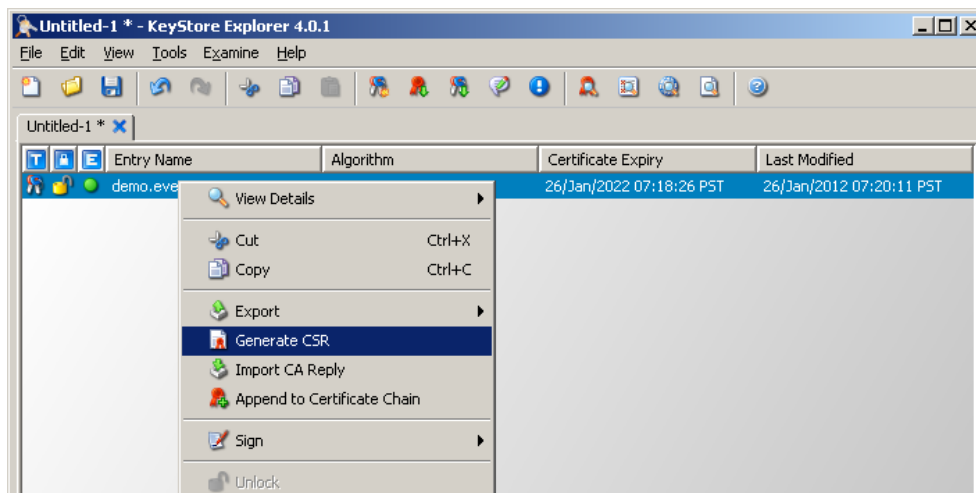 Untitled-1 * - KeyStore Explorer 4.0.1
File Edit View Tools Examine Help
Untitled-1 *
T E Entry Name Algorithm Certificate Expiry Last Modified
demo.eve 26/Jan/2022 07:18:26 PST 26/Jan/2012 07:20:11 PST
View Details
Cut Ctrl+X
Copy Ctrl+C
Export
Generate CSR
Import CA Reply
Append to Certificate Chain
Sign
Unlock